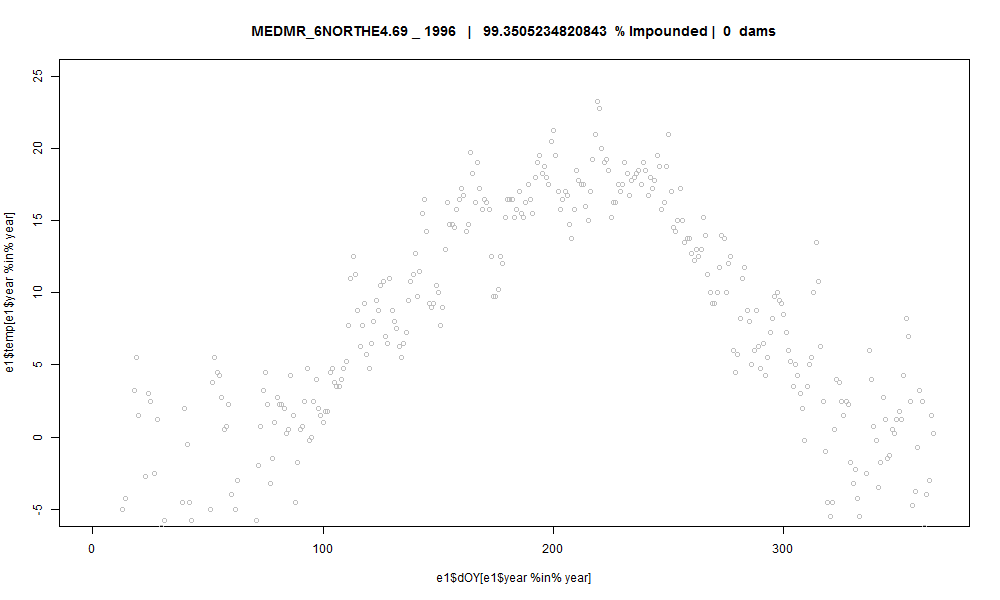 MEDMR_6NORTHE4.69 _ 1996 | 99.3505234820843 % Impounded | 0 dams
25
20
15
10
5
0
-5
e1$temp[e1$year %in% year]
0 100 200 300
e1$dOY[e1$year %in% year]